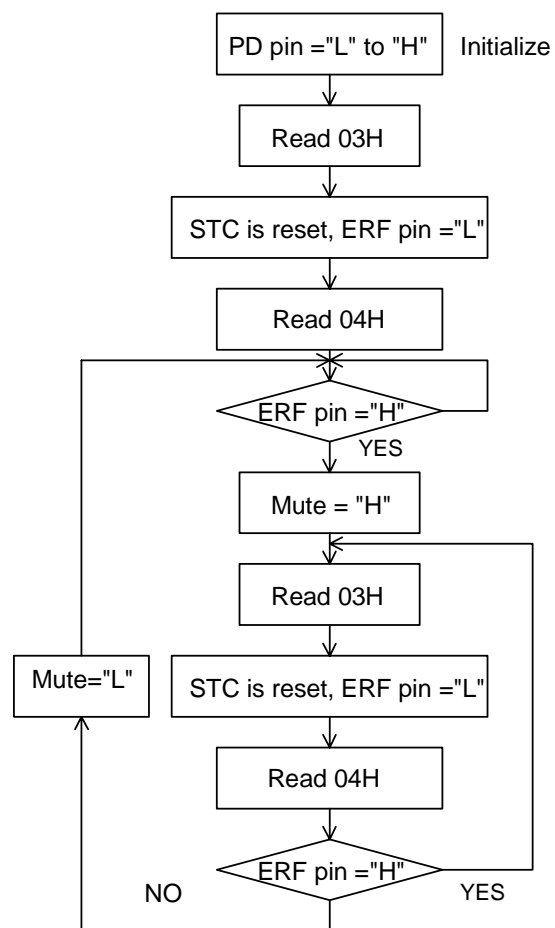 PD pin ="L" to "H"
Initialize
Read 03H
STC is reset, ERF pin ="L"
Read 04H
ERF pin ="H"
YES
Mute = "H"
Read 03H
Mute="L"
STC is reset, ERF pin ="L"
Read 04H
ERF pin ="H"
NO
YES